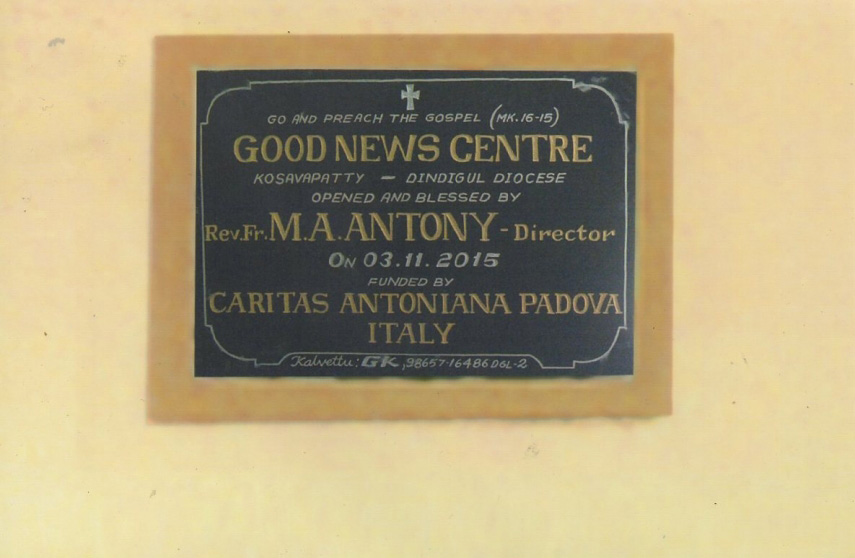 GO AND PREACH THE GOSPEL (MK.16-15)
GOOD NEWS CENTRE
KOSAVAPATTY – DINDIGUL DIOCESE
OPENED AND BLESSED BY
Rev.Fr.M.A.ANTONY - Director
ON 03.11.2015
FUNDED BY
CARITAS ANTONIANA PADOVA
ITALY
Kalvettu: GK, 98657-16486 DGL-2